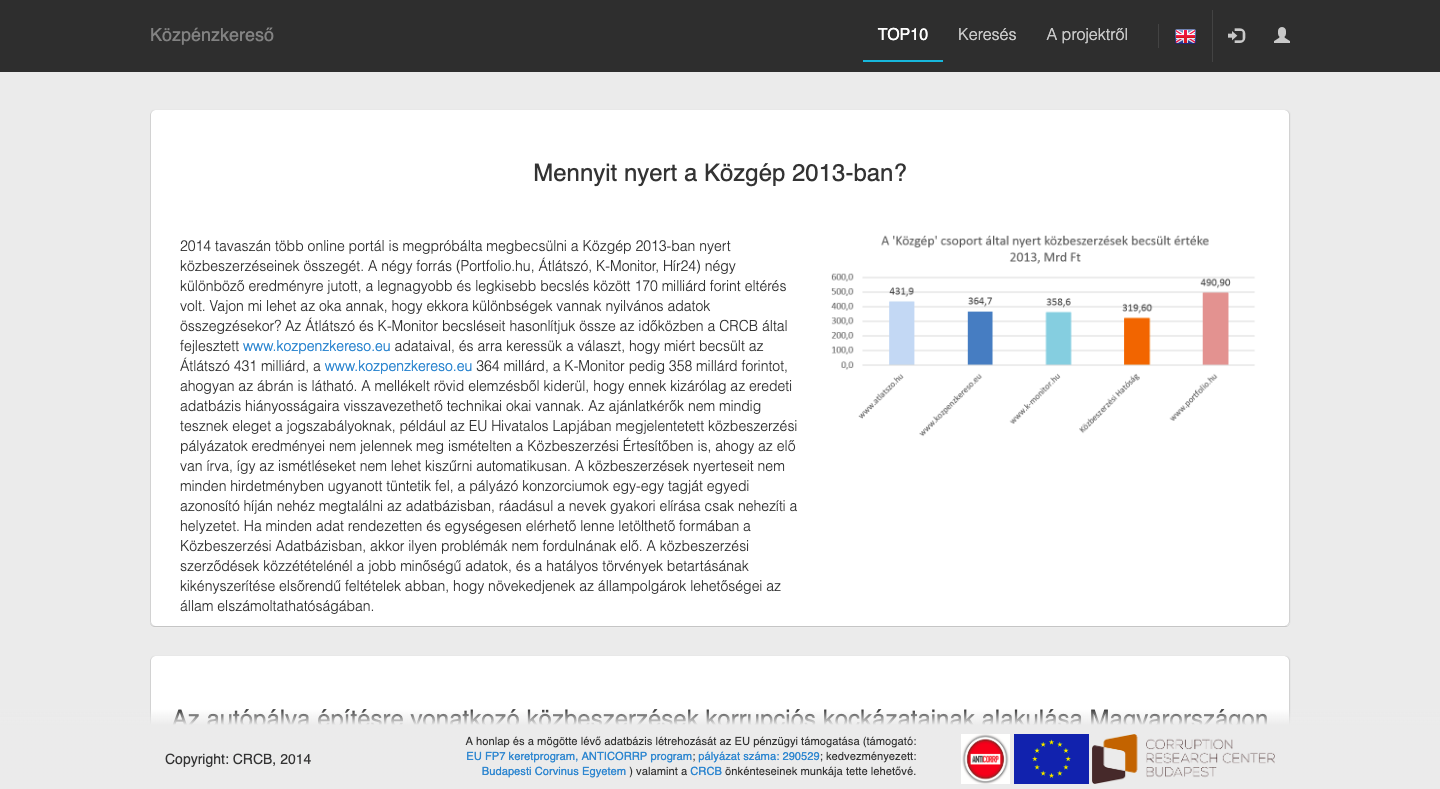 Közpénzkereső
TOP10
Keresés
A projektről
Mennyit nyert a Közgép 2013-ban?
2014 tavaszán több online portál is megpróbálta megbecsülni a Közgép 2013-ban nyert
közbeszerzéseinek összegét. A négy forrás (Portfolio.hu, Átlátszó, K-Monitor, Hír24) négy
különböző eredményre jutott, a legnagyobb és legkisebb becslés között 170 milliárd forint eltérés
volt. Vajon mi lehet az oka annak, hogy ekkora különbségek vannak nyilvános adatok
összegzésekor? Az Átlátszó és K-Monitor becsléseit hasonlítjuk össze az időközben a CRCB által
fejlesztett www.kozpenzkereso.eu adataival, és arra keressük a választ, hogy miért becsült az
Átlátszó 431 milliárd, a www.kozpenzkereso.eu 364 millárd, a K-Monitor pedig 358 millárd forintot,
ahogyan az ábrán is látható. A mellékelt rövid elemzésből kiderül, hogy ennek kizárólag az eredeti
adatbázis hiányosságaira visszavezethető technikai okai vannak. Az ajánlatkérők nem mindig
tesznek eleget a jogszabályoknak, például az EU Hivatalos Lapjában megjelentetett közbeszerzési
pályázatok eredményei nem jelennek meg ismételten a Közbeszerzési Értesítőben is, ahogy az elő
van írva, így az ismétléseket nem lehet kiszűrni automatikusan. A közbeszerzések nyerteseit nem
minden hirdetményben ugyanott tüntetik fel, a pályázó konzorciumok egy-egy tagját egyedi
azonosító híján nehéz megtalálni az adatbázisban, ráadásul a nevek gyakori elírása csak nehezíti a
helyzetet. Ha minden adat rendezetten és egységesen elérhető lenne letölthető formában a
Közbeszerzési Adatbázisban, akkor ilyen problémák nem fordulnának elő. A közbeszerzési
szerződések közzétételénél a jobb minőségű adatok, és a hatályos törvények betartásának
kikényszerítése elsőrendű feltételek abban, hogy növekedjenek az állampolgárok lehetőségei az
állam elszámoltathatóságában.
A 'Közgép' csoport által nyert közbeszerzések becsült értéke
2013, Mrd Ft
600,0
500,0
400,0
300,0
200,0
100,0
0,0
431,9
364,7
358,6
319,60
490,90
www.atlatszo.hu
www.kozpenzkereso.eu
www.k-monitor.hu
Közbeszerzési Hatóság
www.portfolio.hu
Az autópálya építésre vonatkozó közbeszerzések korrupciós kockázatainak alakulása Magyarországon
Copyright: CRCB, 2014
A honlap és a mögötte lévő adatbázis létrehozását az EU pénzügyi támogatása (támogató:
EU FP7 keretprogram, ANTICORRP program; pályázat száma: 290529; kedvezményezett:
Budapesti Corvinus Egyetem ) valamint a CRCB önkénteseinek munkája tette lehetővé.
ANTICORRP
CORRUPTION
RESEARCH CENTER
BUDAPEST